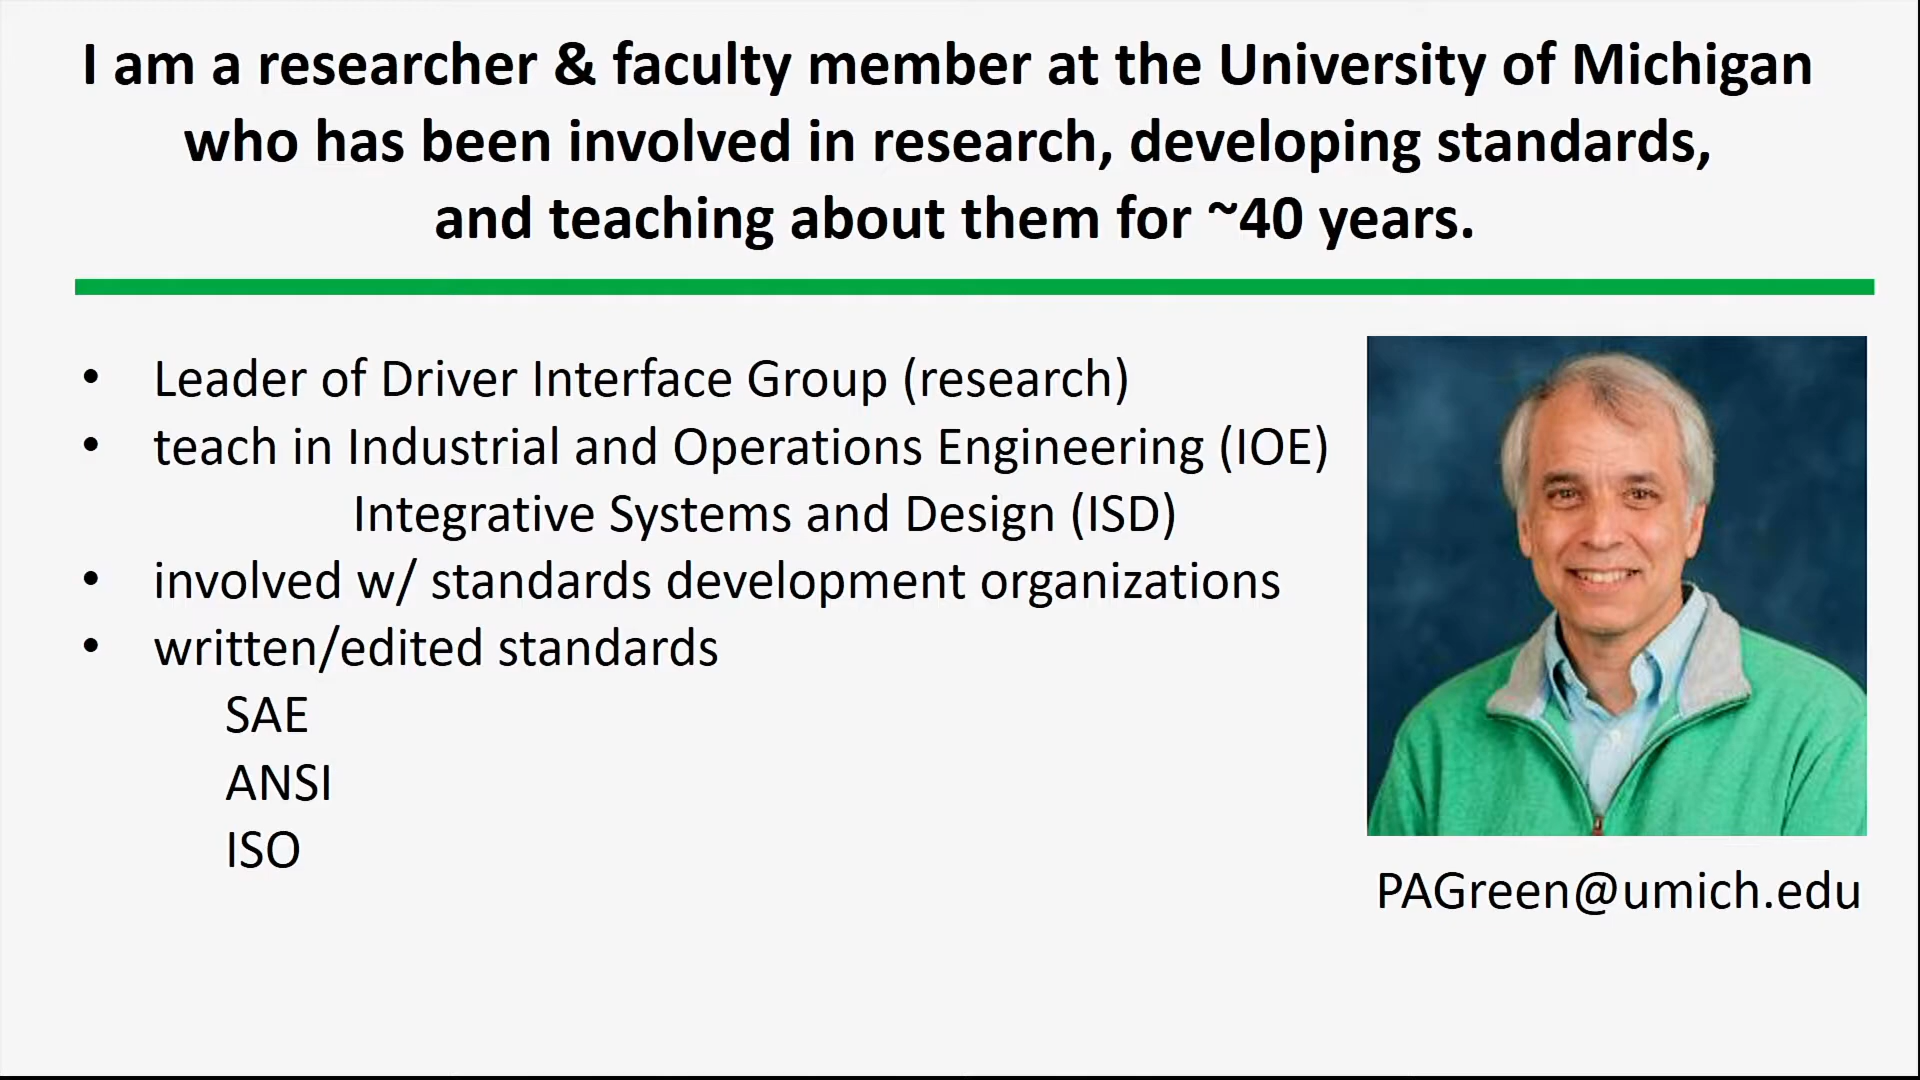 I am a researcher & faculty member at the University of Michigan
who has been involved in research, developing standards,
and teaching about them for ~40 years.
• Leader of Driver Interface Group (research)
• teach in Industrial and Operations Engineering (IOE)
Integrative Systems and Design (ISD)
• involved w/ standards development organizations
• written/edited standards
SAE
ANSI
ISO
PAGreen@umich.edu